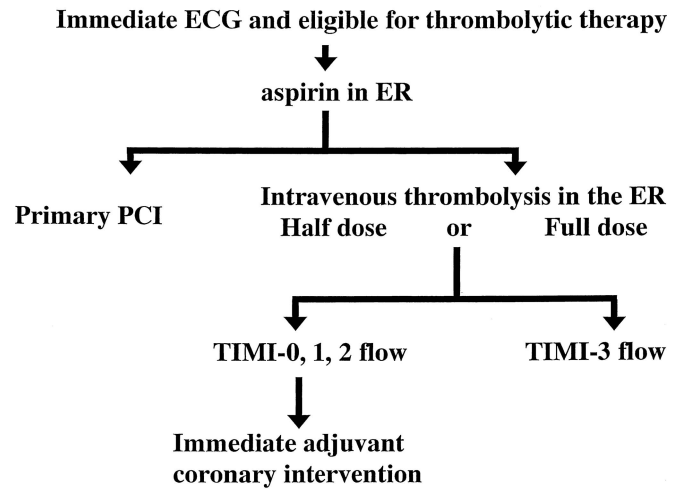 Immediate ECG and eligible for thrombolytic therapy
aspirin in ER
Primary PCI
Intravenous thrombolysis in the ER
Half dose or Full dose
TIMI-0, 1, 2 flow
TIMI-3 flow
Immediate adjuvant
coronary intervention